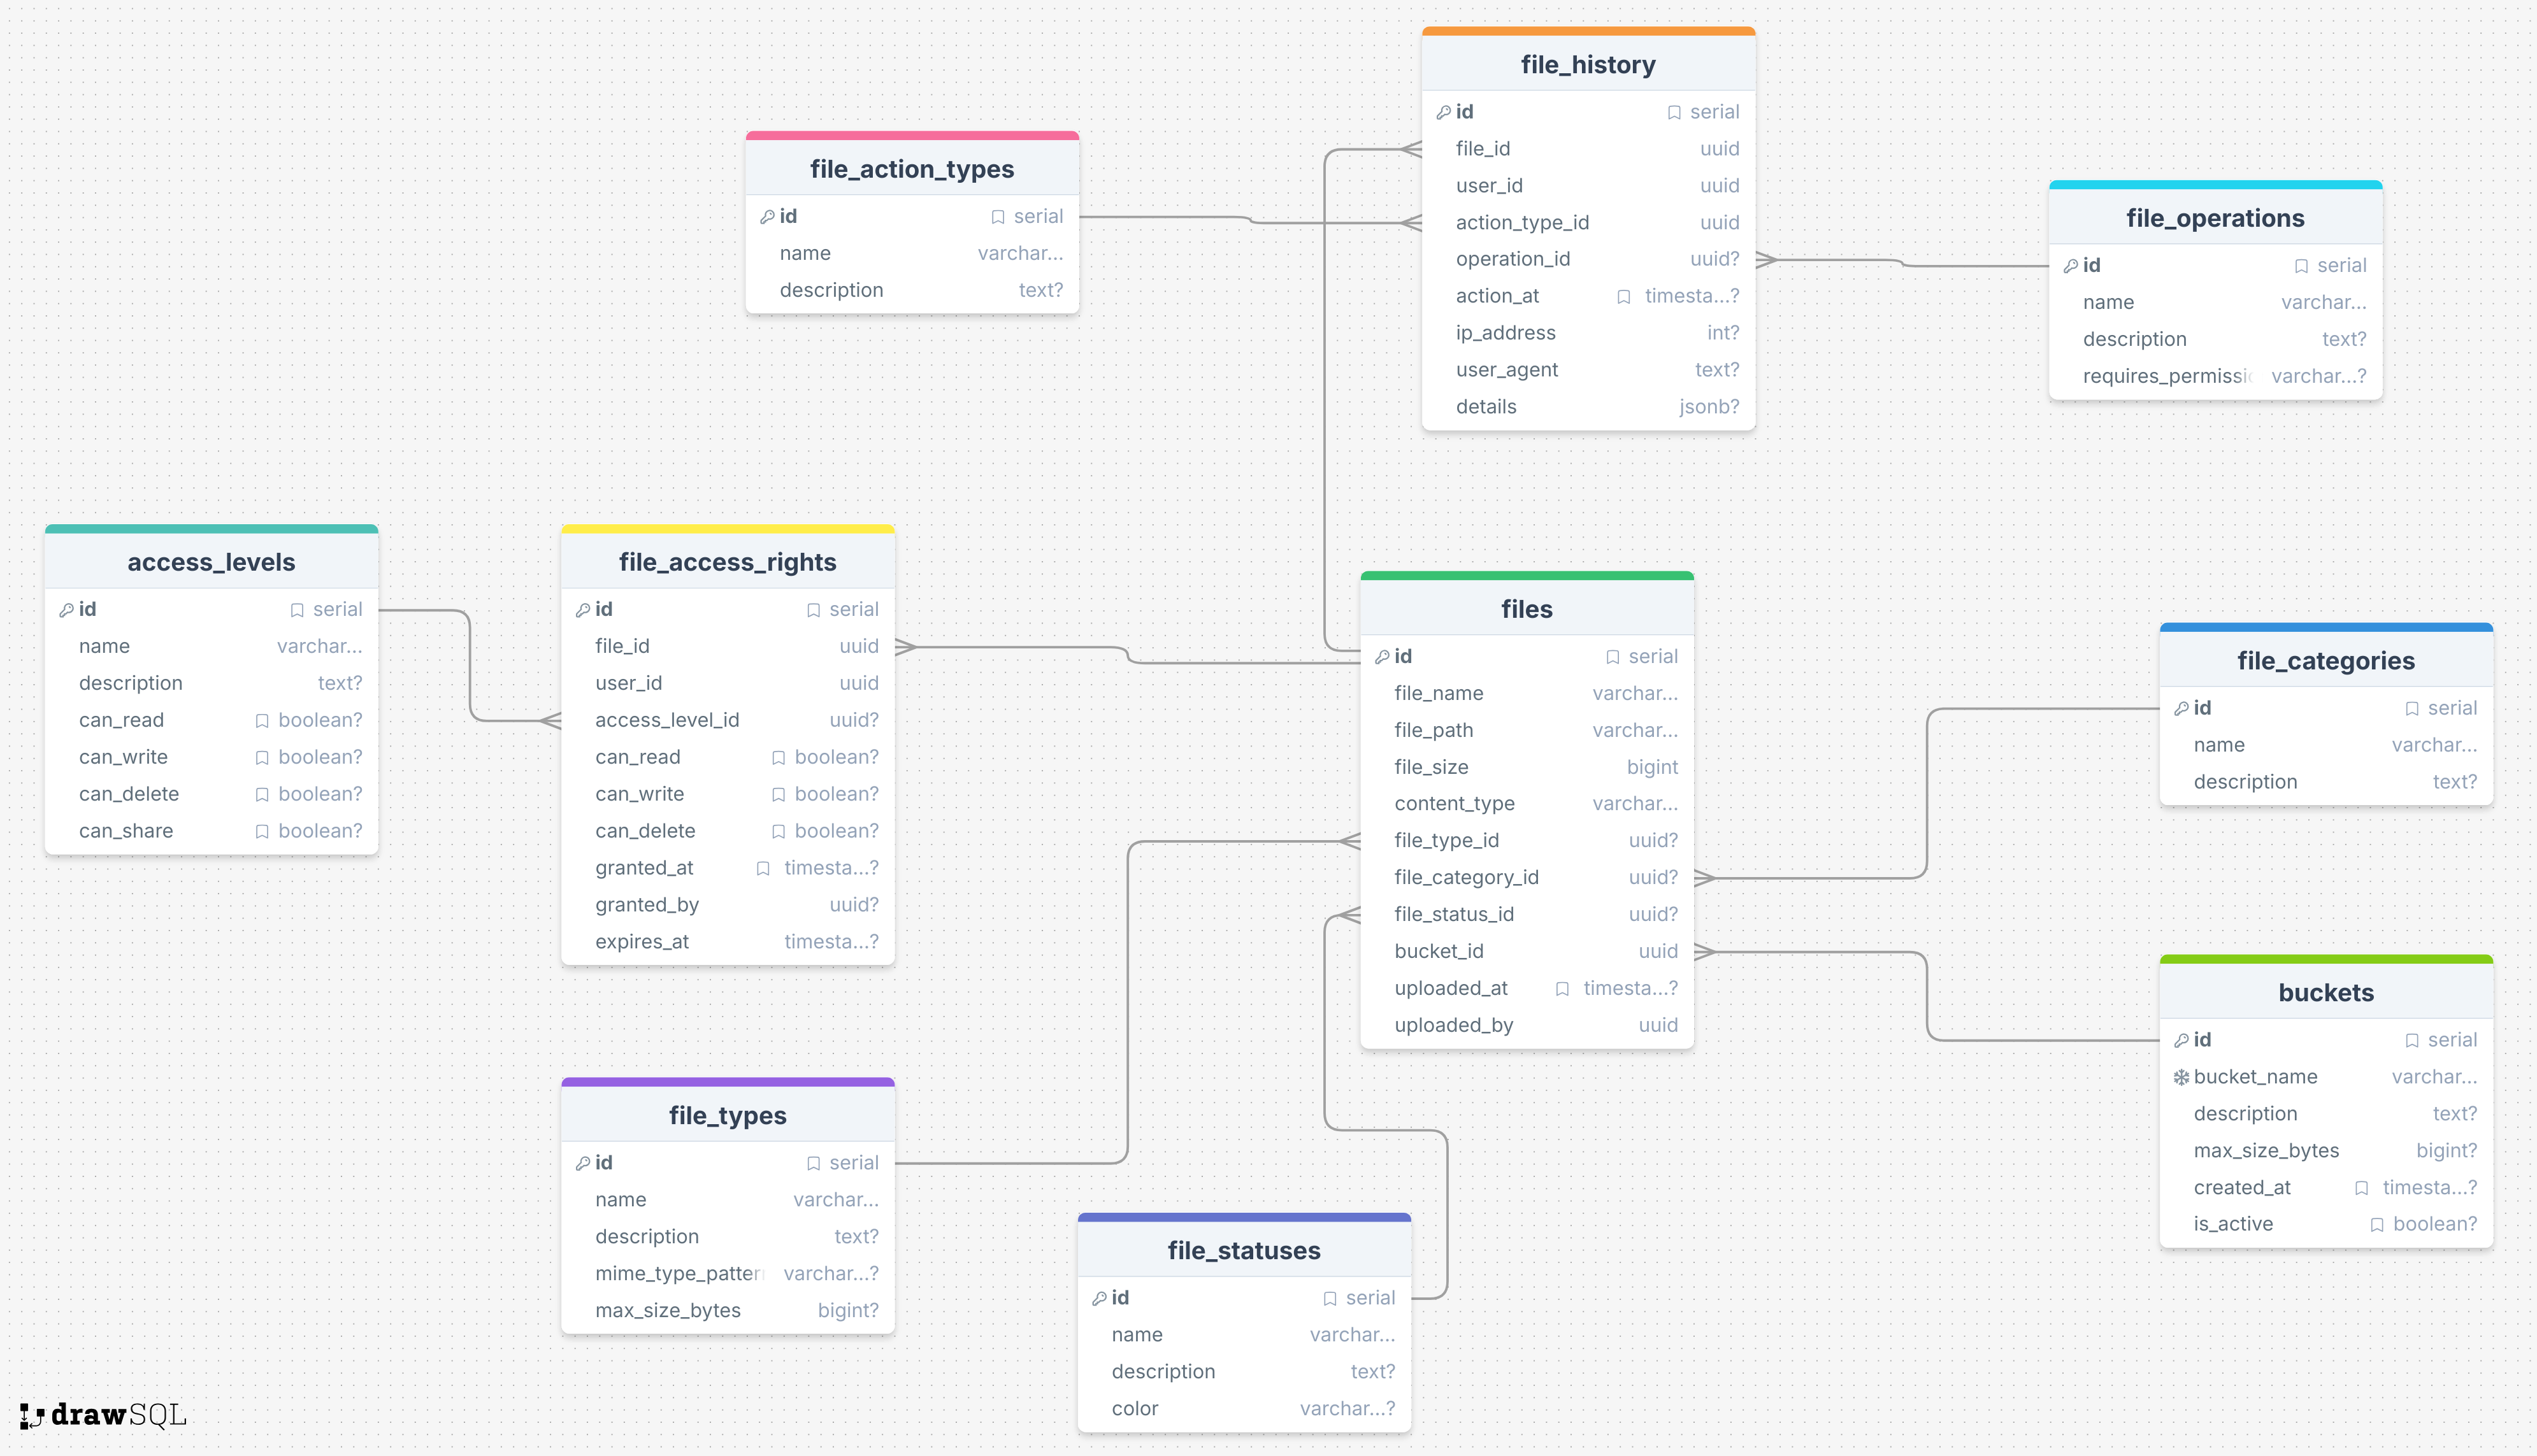 file_history
id serial
file_id uuid
user_id uuid
action_type_id uuid
operation_id uuid?
action_at timesta...?
ip_address int?
user_agent text?
details jsonb?
file_action_types
id serial
name varchar...
description text?
file_operations
id serial
name varchar...
description text?
requires_permissi varchar...?
access_levels
id serial
name varchar...
description text?
can_read boolean?
can_write boolean?
can_delete boolean?
can_share boolean?
file_access_rights
id serial
file_id uuid
user_id uuid
access_level_id uuid?
can_read boolean?
can_write boolean?
can_delete boolean?
granted_at timesta...?
granted_by uuid?
expires_at timesta...?
files
id serial
file_name varchar...
file_path varchar...
file_size bigint
content_type varchar...
file_type_id uuid?
file_category_id uuid?
file_status_id uuid?
bucket_id uuid
uploaded_at timesta...?
uploaded_by uuid
file_categories
id serial
name varchar...
description text?
buckets
id serial
bucket_name varchar...
description text?
max_size_bytes bigint?
created_at timesta...?
is_active boolean?
file_types
id serial
name varchar...
description text?
mime_type_patter varchar...?
max_size_bytes bigint?
file_statuses
id serial
name varchar...
description text?
color varchar...?
drawSQL